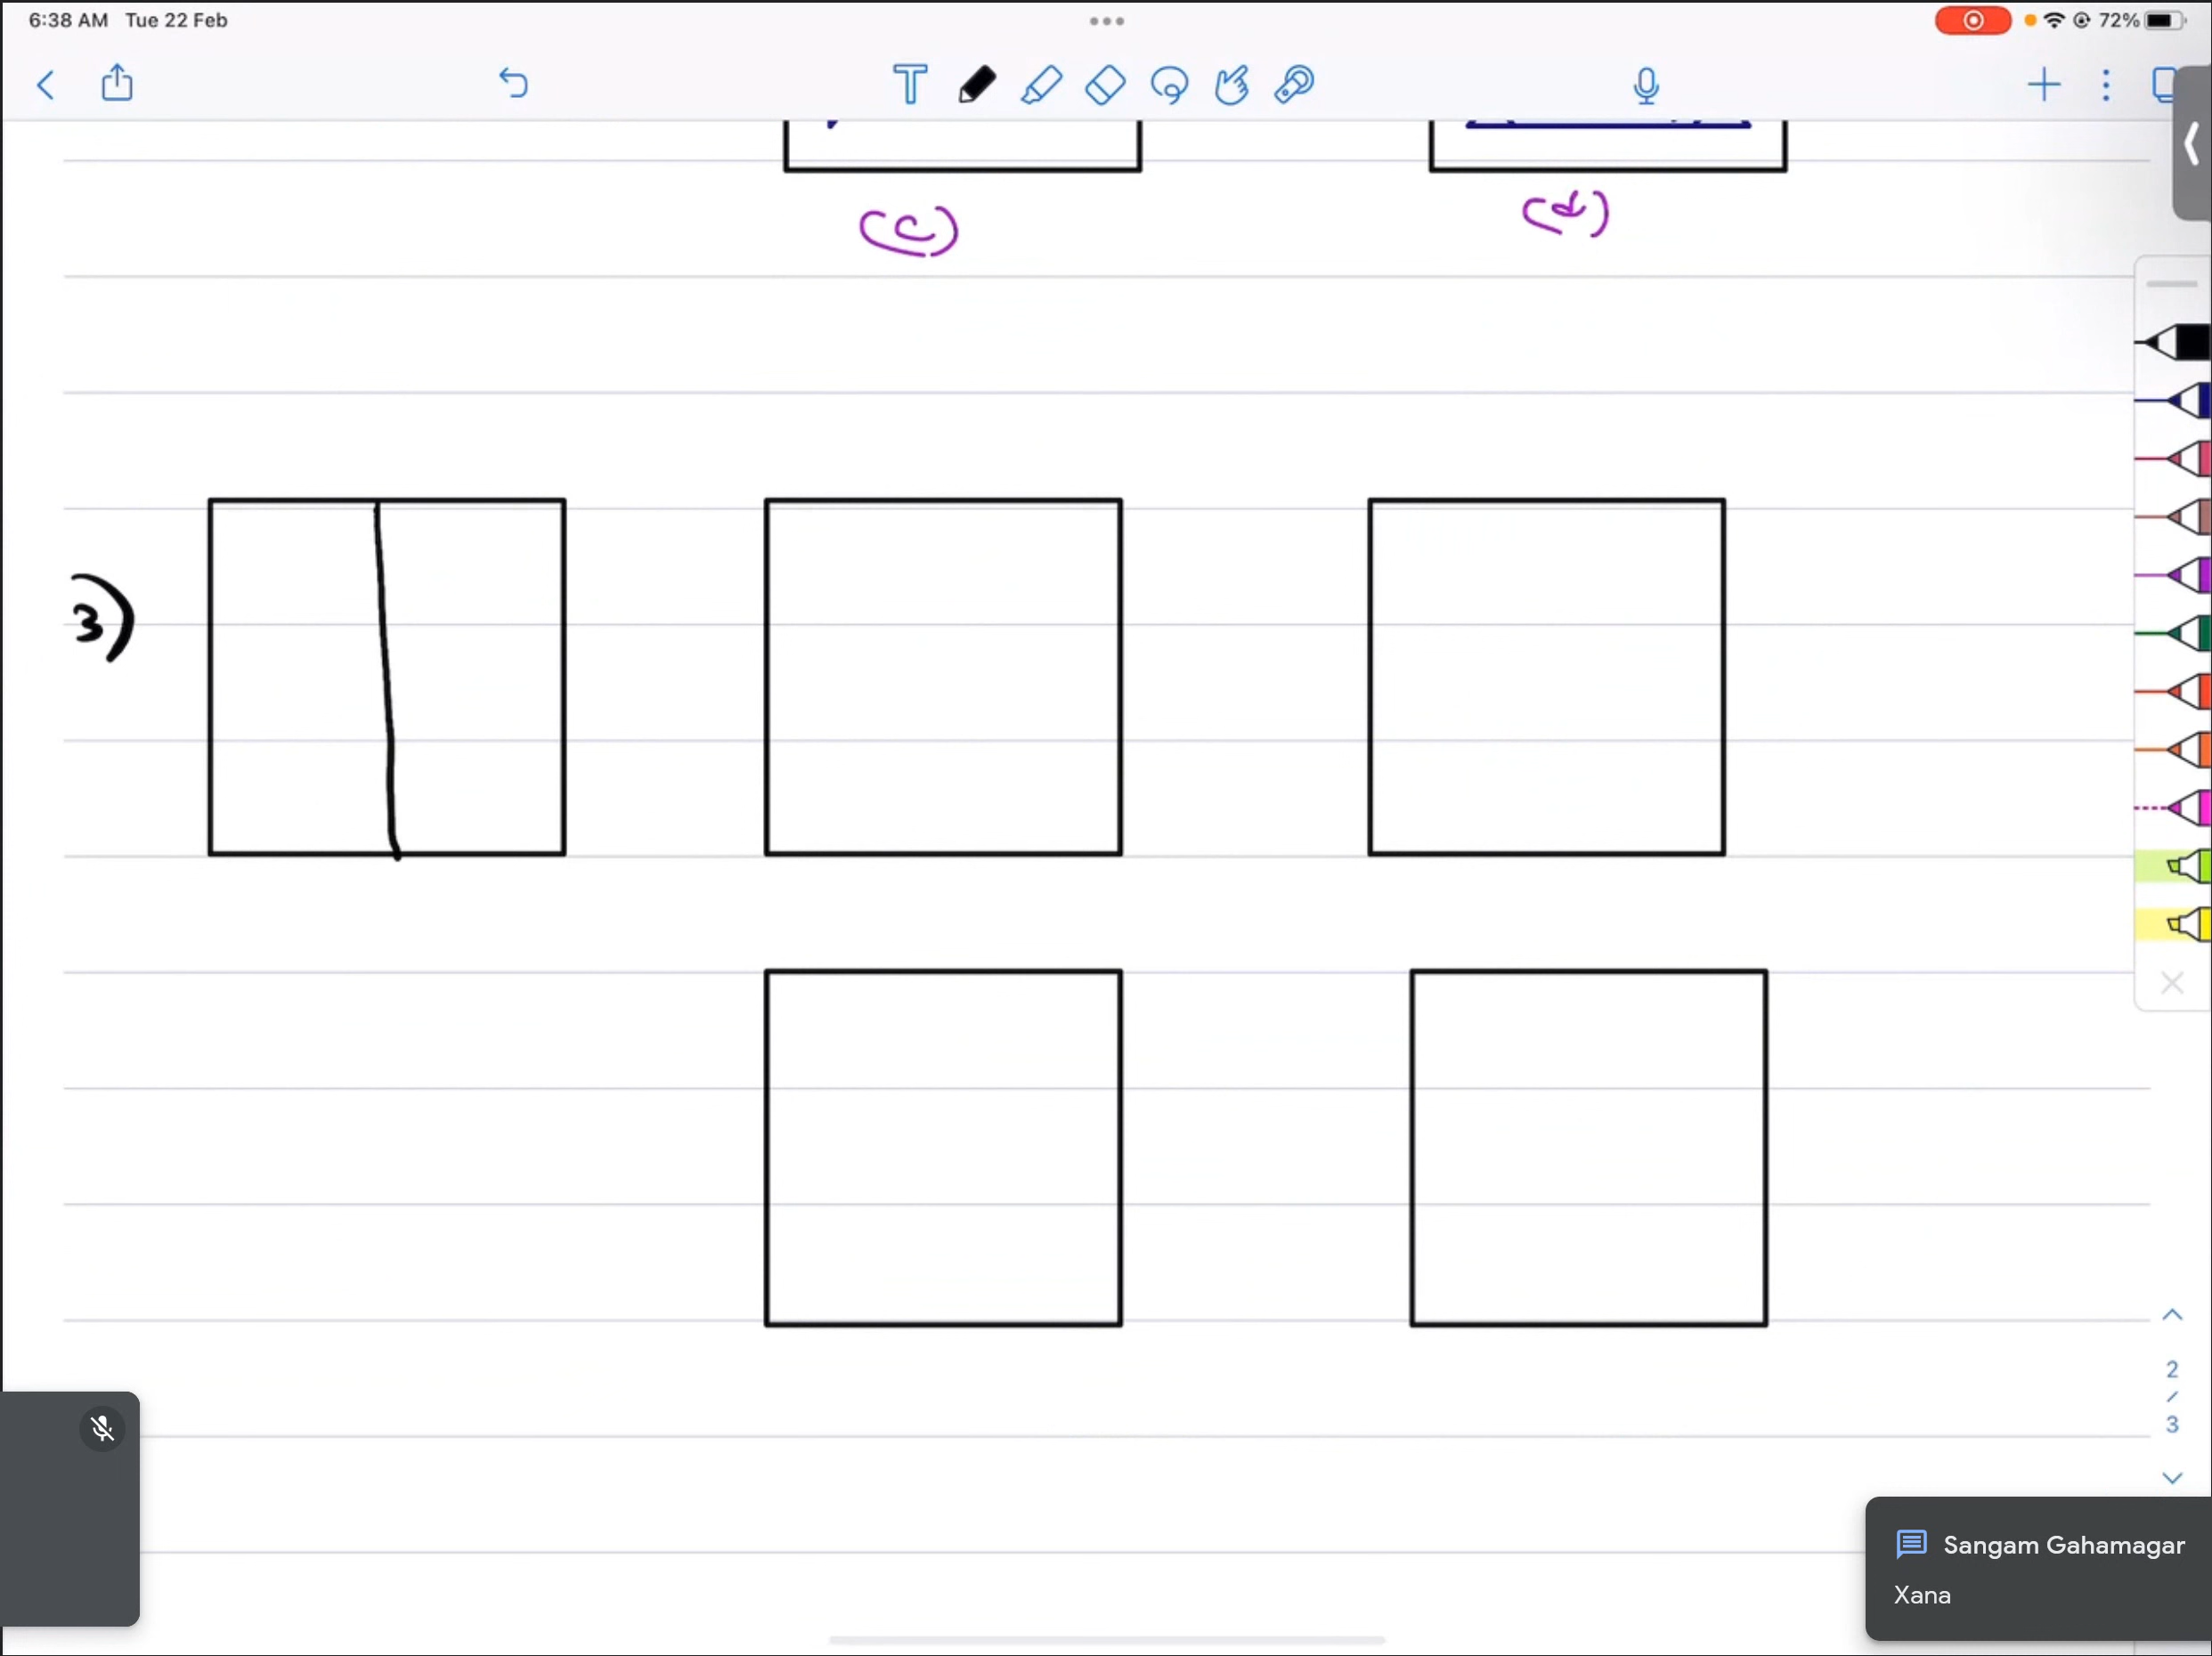 6:38 AM Tue 22 Feb
72%
T
(c)
(d)
3)
2
/
3
Sangam Gahamagar
Xana